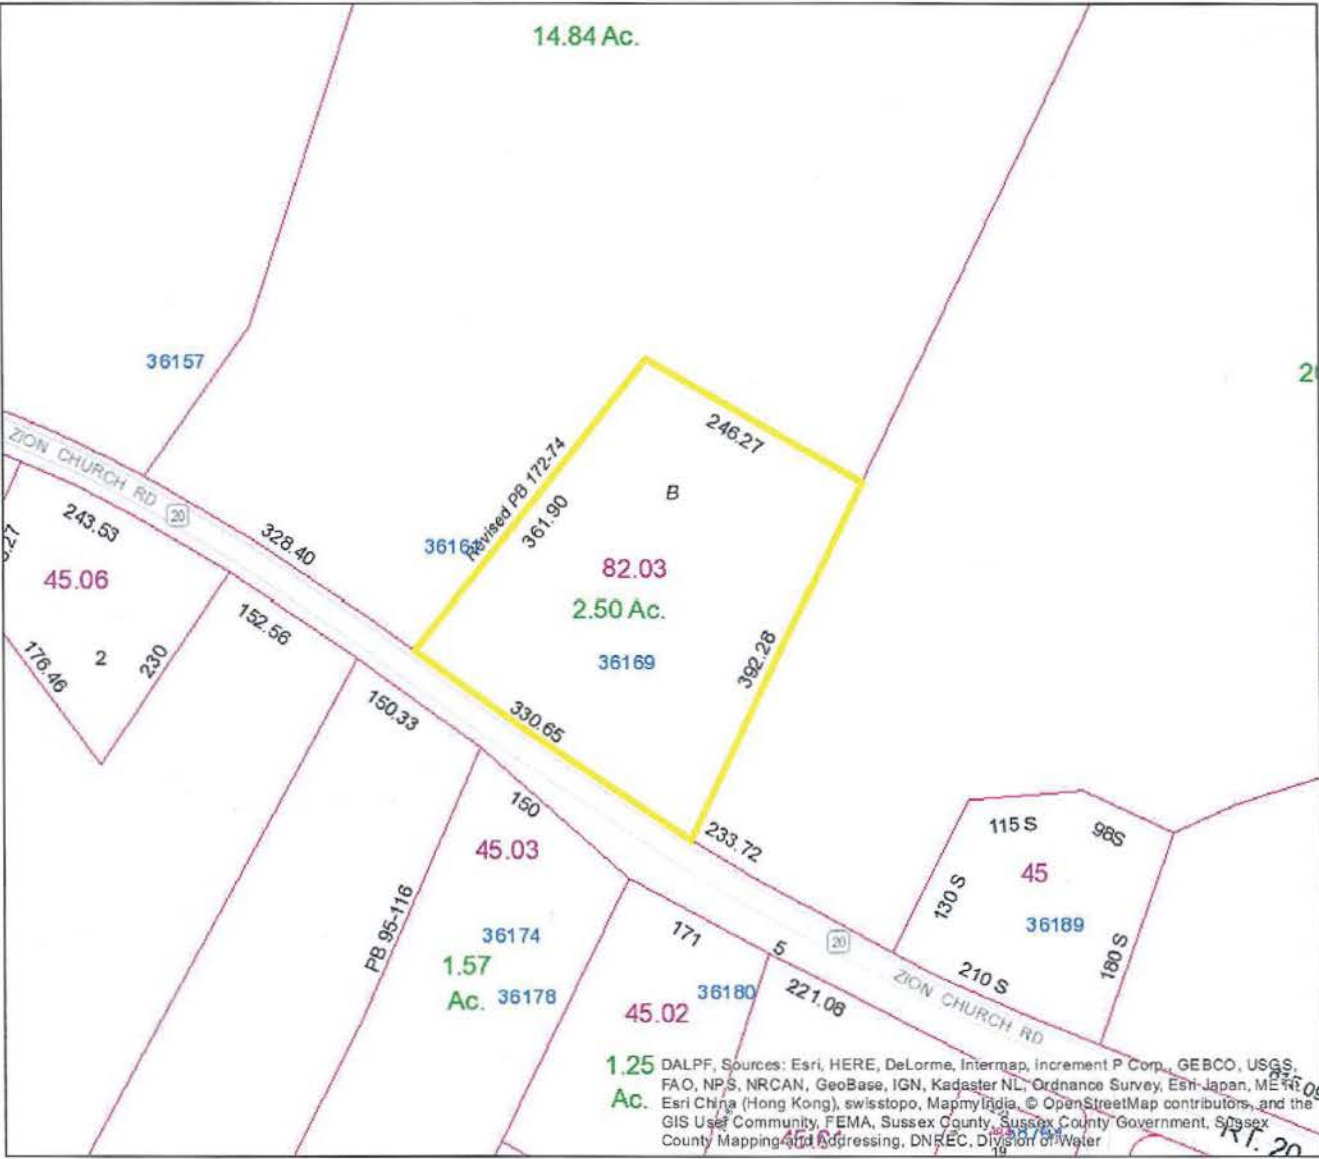 14.84 Ac.
36157
20
ZION CHURCH RD
20
243.53
328.40
45.06
2
176.46
230
152.56
150.33
Revised PB 172-74
361.90
246.27
B
82.03
2.50 Ac.
36169
392.28
330.65
233.72
150
45.03
PB 95-116
36174
1.57
Ac.
36178
171
5
20
36180
45.02
221.08
ZION CHURCH RD
115 S
98S
45
130 S
36189
180 S
210 S
1.25
Ac.
DALPF, Sources: Esri, HERE, DeLorme, Intermap, increment P Corp., GEBCO, USGS,
FAO, NPS, NRCAN, GeoBase, IGN, Kadaster NL, Ordnance Survey, Esri Japan, METI,
Esri China (Hong Kong), swisstopo, MapmyIndia, © OpenStreetMap contributors, and the
GIS User Community, FEMA, Sussex County, Sussex County Government, Sussex
County Mapping and Addressing, DNREC, Division of Water
RT. 20
19